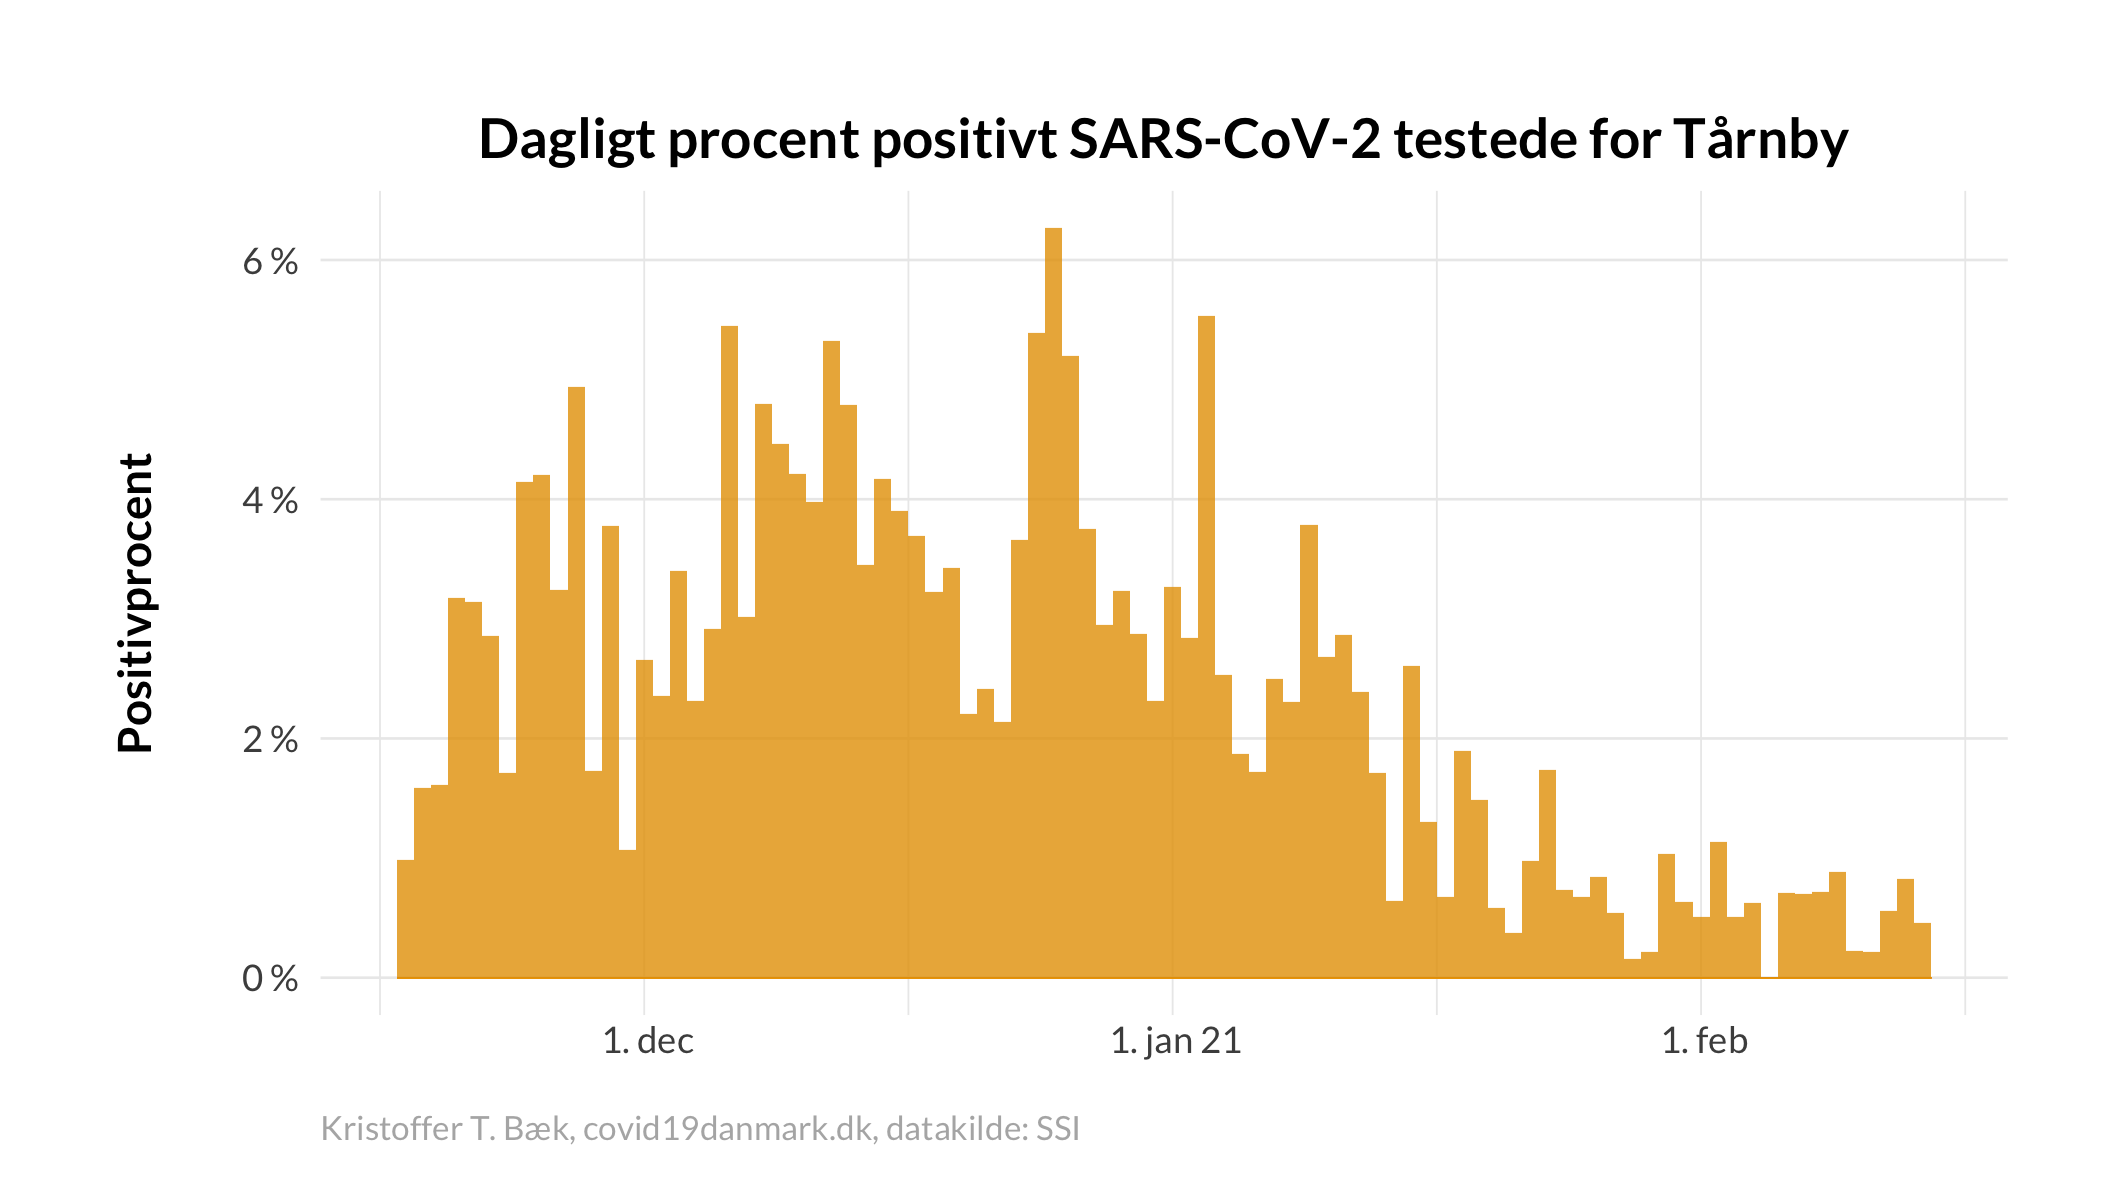 Dagligt procent positivt SARS-CoV-2 testede for Tårnby
Positivprocent
6 %
4 %
2 %
0 %
1. dec
1. jan 21
1. feb
Kristoffer T. Bæk, covid19danmark.dk, datakilde: SSI